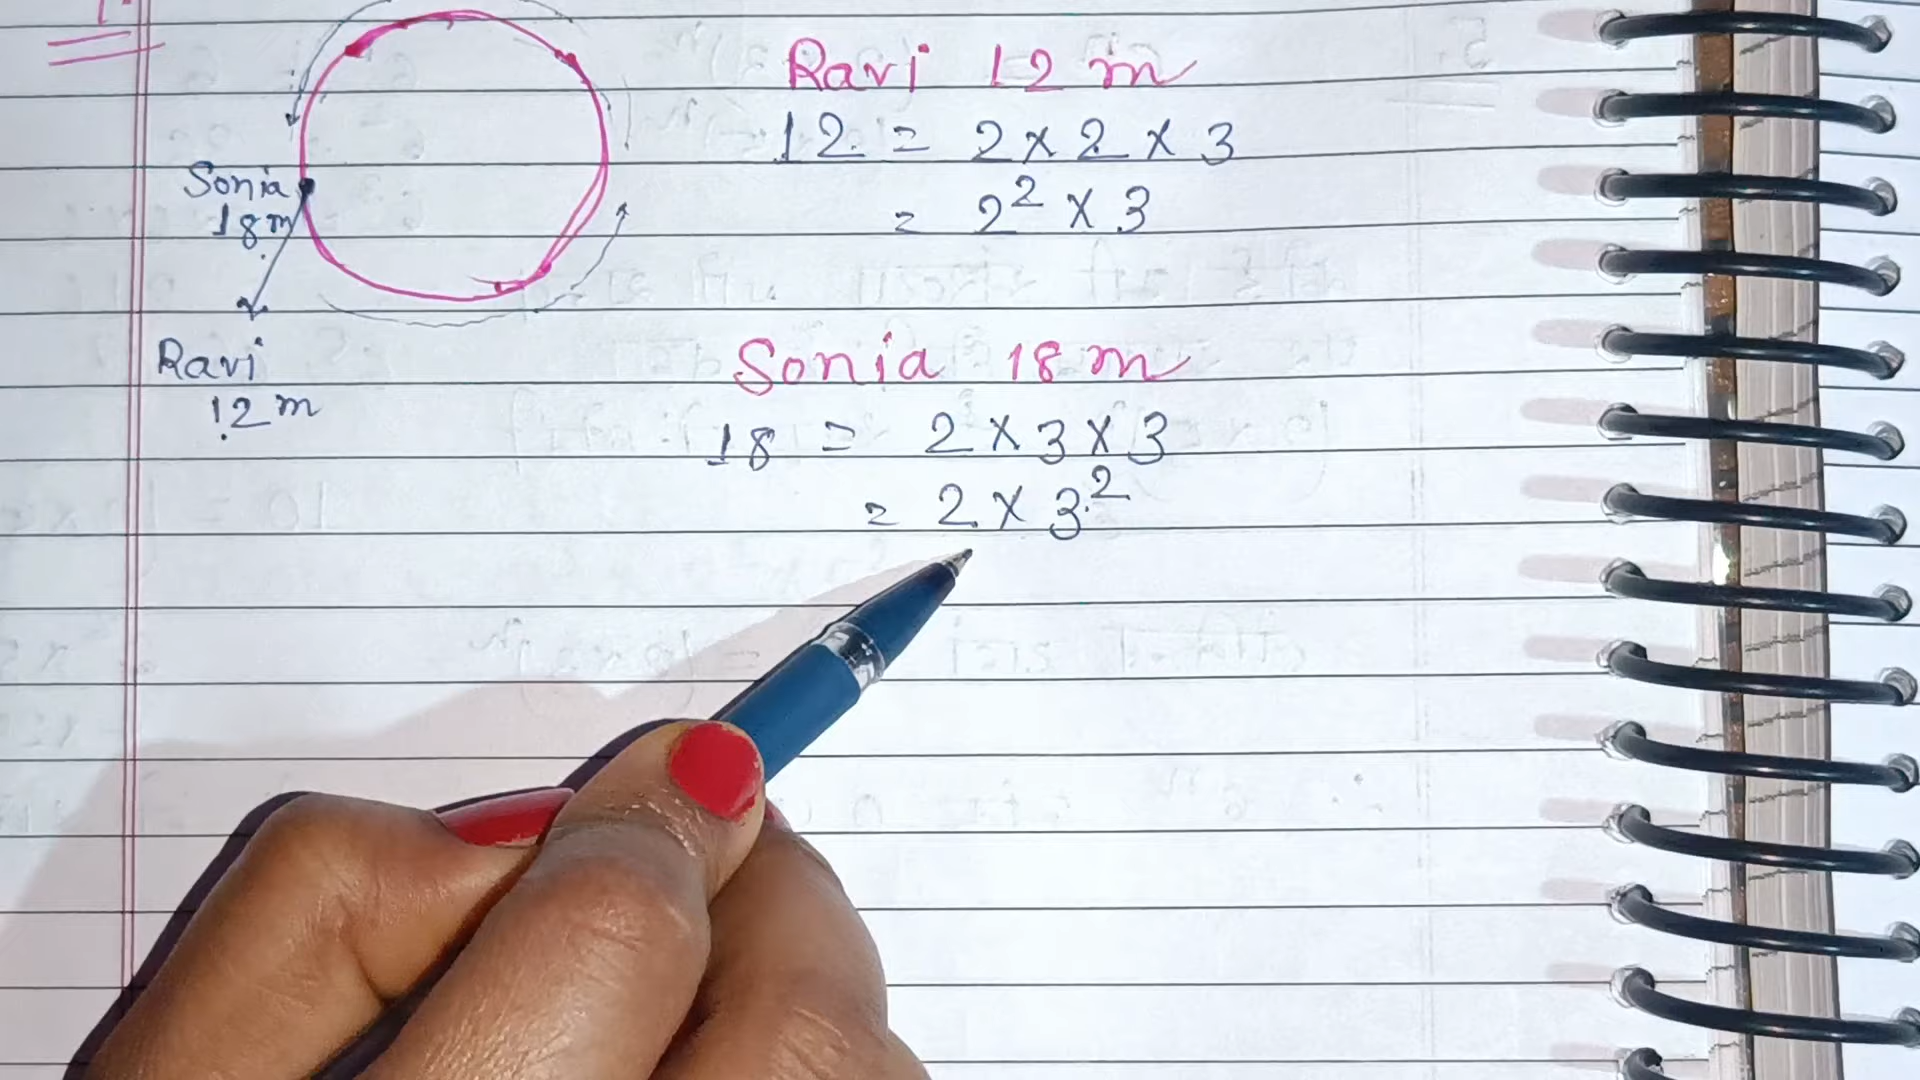 Sonia
18 m
Ravi
12 m
Ravi 12 m
12 = 2 × 2 × 3
= 2² × 3
Sonia 18 m
18 = 2 × 3 × 3
= 2 × 3²